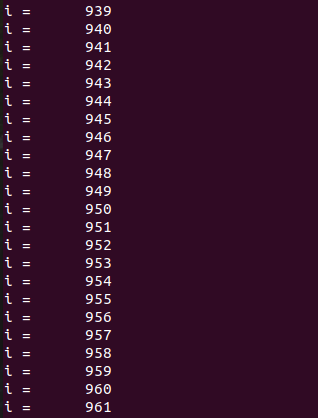 i =      939
i =      940
i =      941
i =      942
i =      943
i =      944
i =      945
i =      946
i =      947
i =      948
i =      949
i =      950
i =      951
i =      952
i =      953
i =      954
i =      955
i =      956
i =      957
i =      958
i =      959
i =      960
i =      961